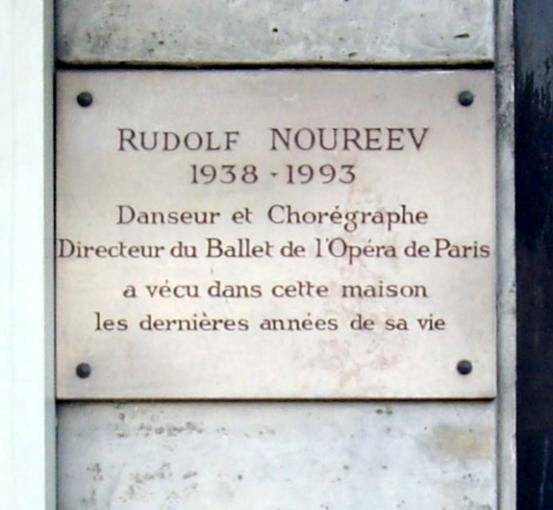 RUDOLF NOUREEV
1938 - 1993
Danseur et Chorégraphe
Directeur du Ballet de l'Opéra de Paris
a vécu dans cette maison
les dernières années de sa vie